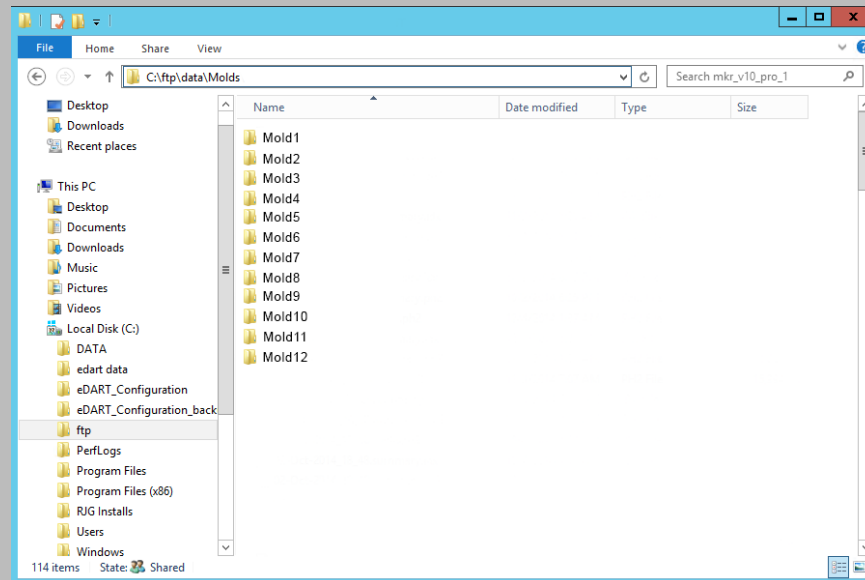 File Home Share View
C:\ftp\data\Molds Search mkr_v10_pro_1
Name Date modified Type Size
Desktop
Downloads
Recent places
This PC
Desktop
Documents
Downloads
Music
Pictures
Videos
Local Disk (C:)
DATA
edart data
eDART_Configuration
eDART_Configuration_back
ftp
PerfLogs
Program Files
Program Files (x86)
RJG Installs
Users
Windows
Mold1
Mold2
Mold3
Mold4
Mold5
Mold6
Mold7
Mold8
Mold9
Mold10
Mold11
Mold12
114 items State: Shared